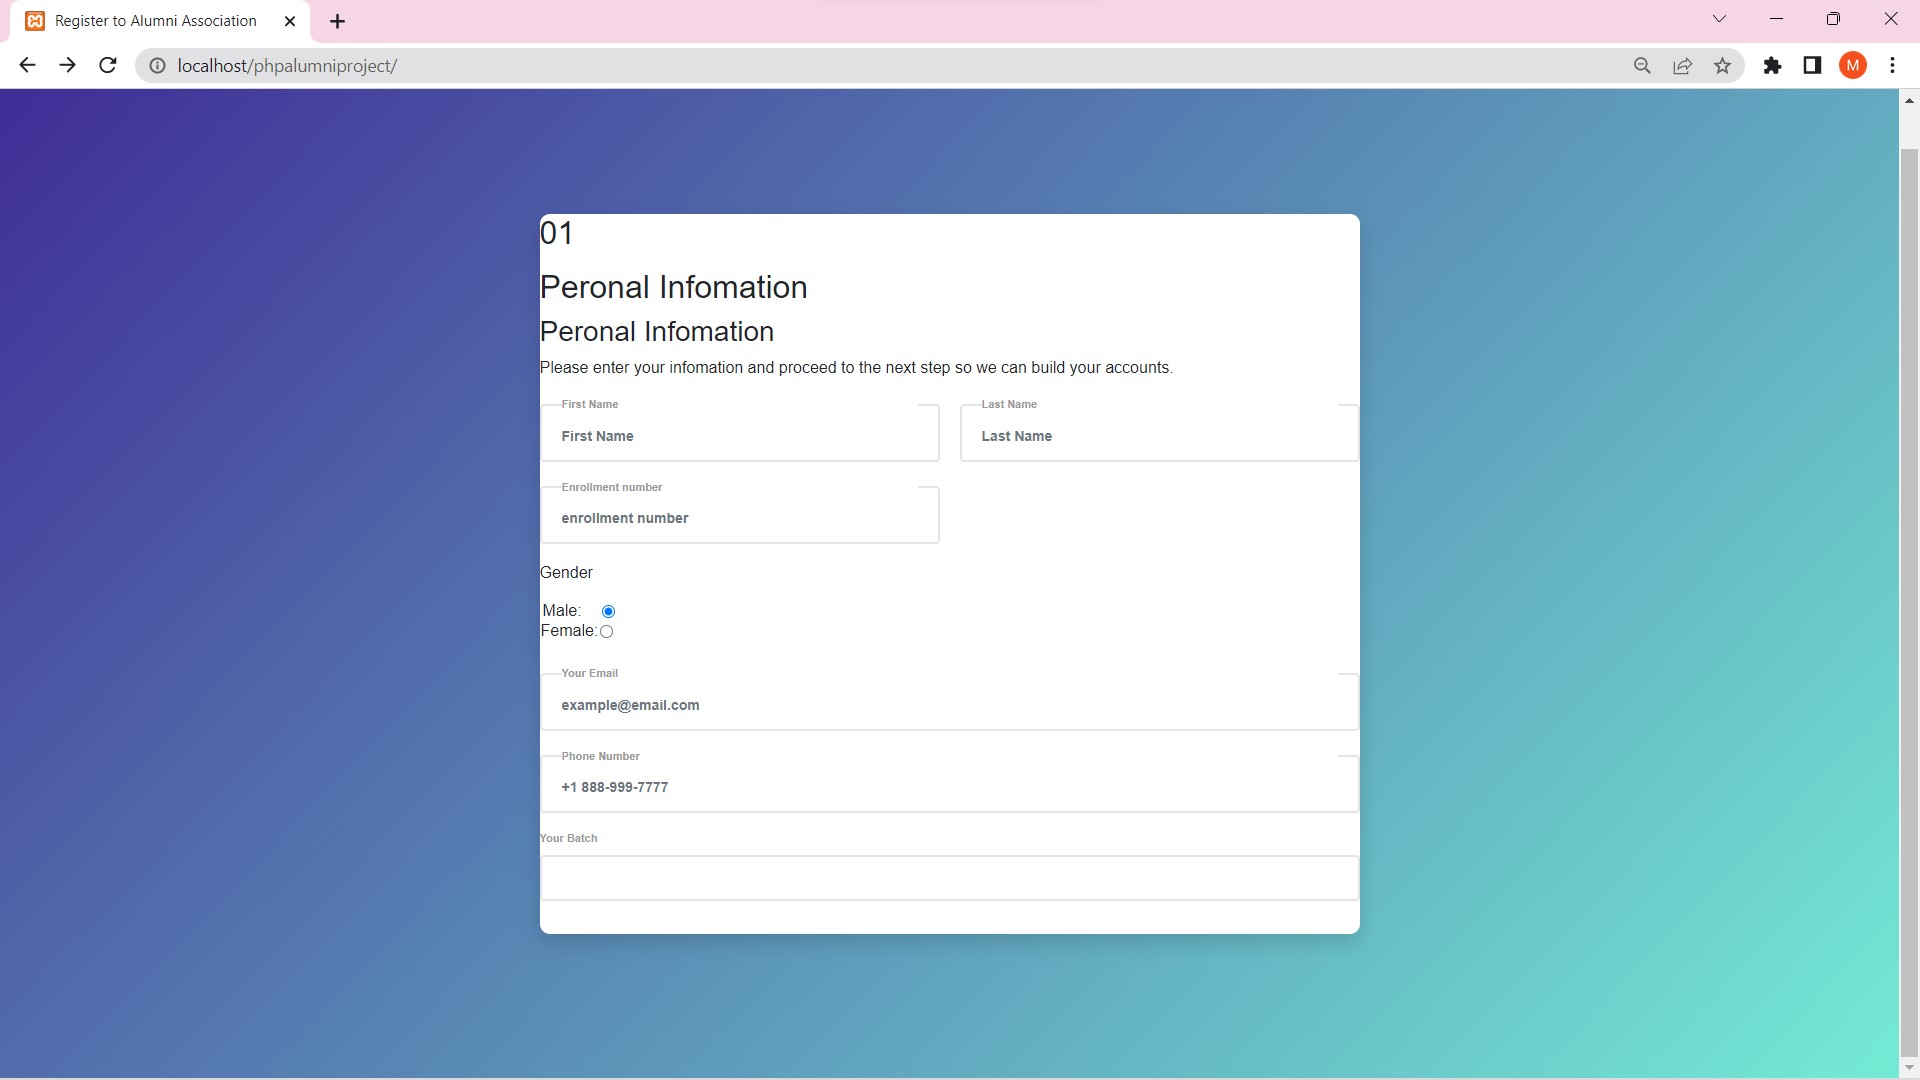 Register to Alumni Association
localhost/phpalumniproject/
M
01
Peronal Infomation
Peronal Infomation
Please enter your infomation and proceed to the next step so we can build your accounts.
First Name Last Name
First Name Last Name
Enrollment number
enrollment number
Gender
Male:
Female:
Your Email
example@email.com
Phone Number
+1 888-999-7777
Your Batch